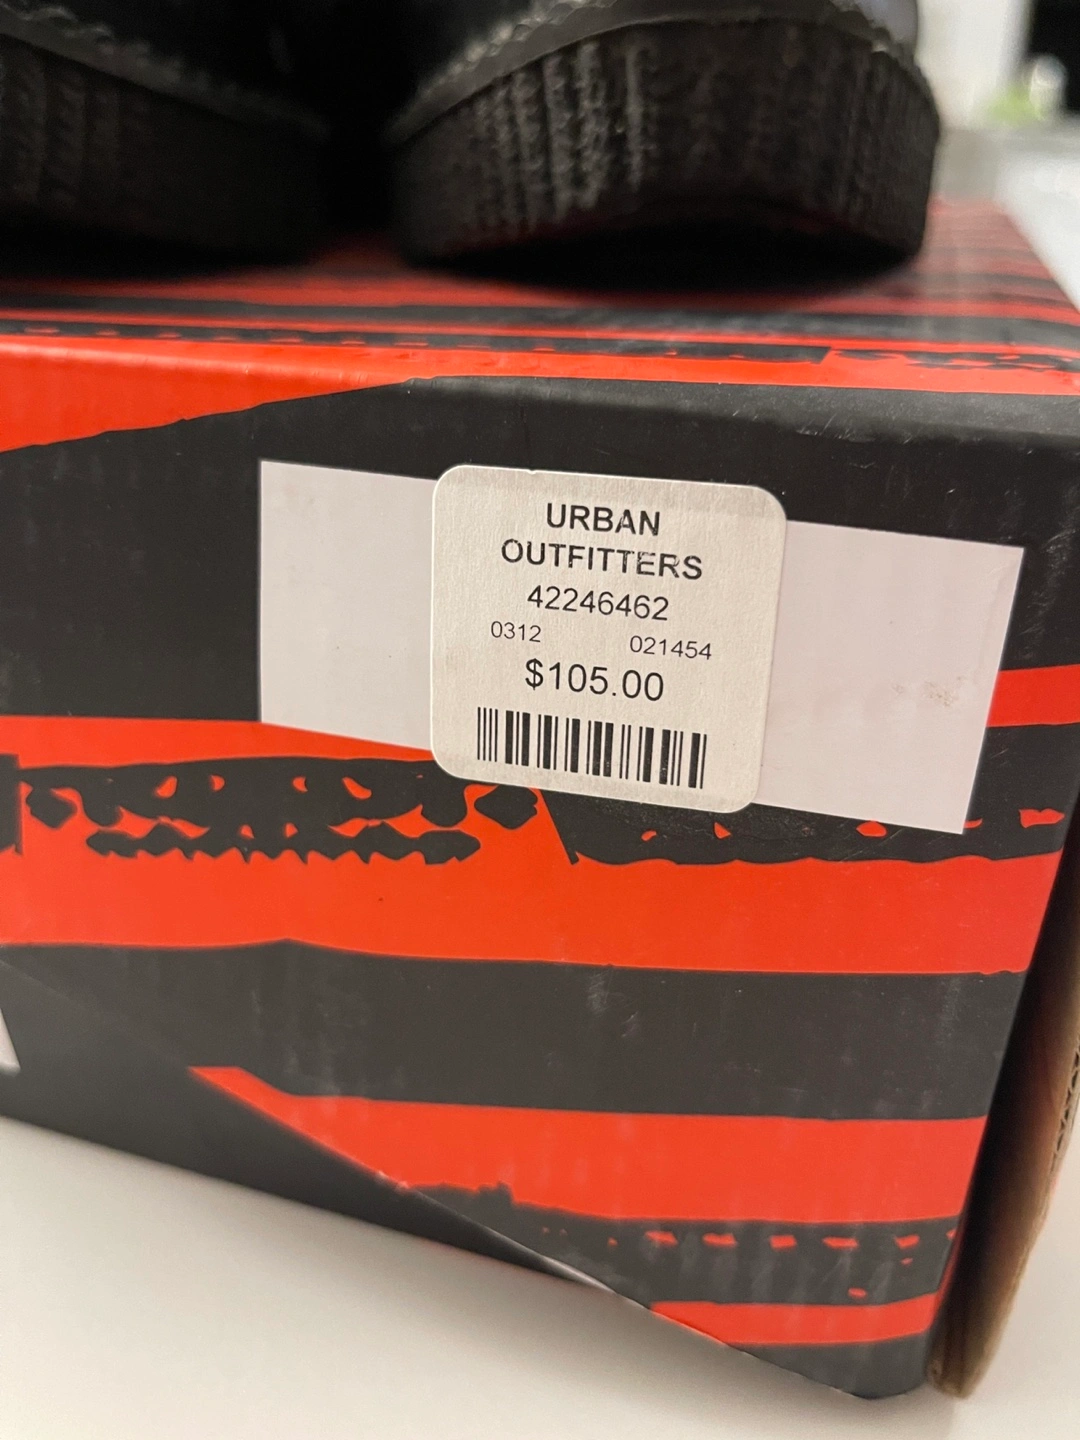 URBAN
OUTFITTERS
42246462
0312 021454
$105.00